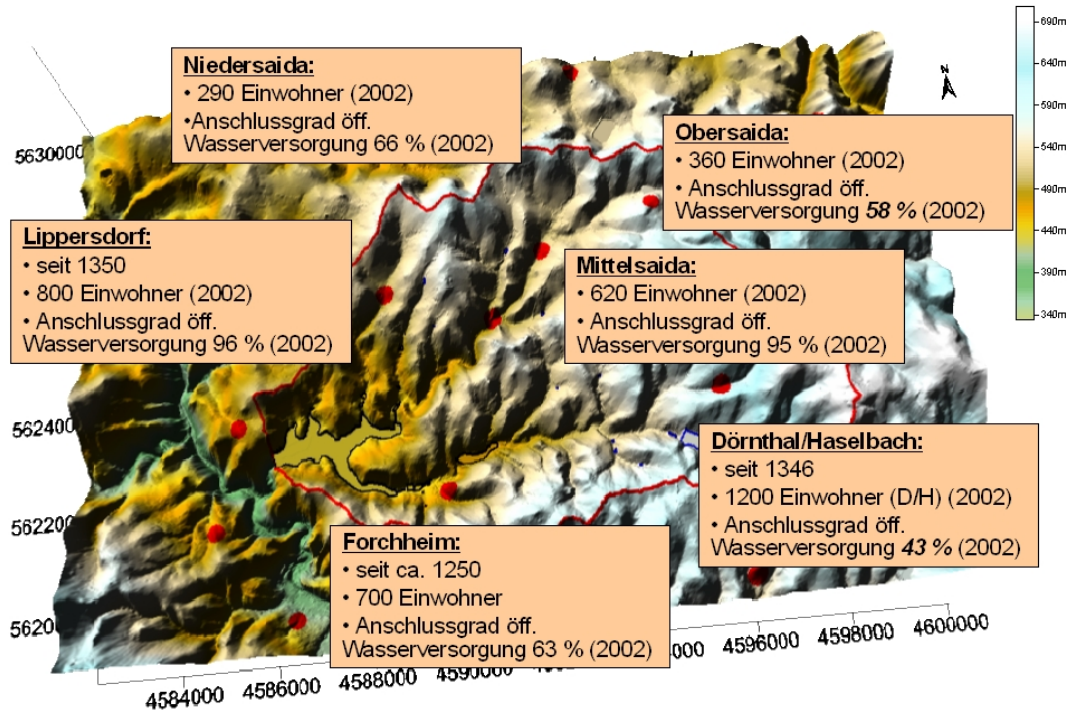 Niedersaida:
• 290 Einwohner (2002)
•Anschlussgrad öff.
Wasserversorgung 66 % (2002)
Obersaida:
• 360 Einwohner (2002)
• Anschlussgrad öff.
Wasserversorgung 58 % (2002)
Lippersdorf:
• seit 1350
• 800 Einwohner (2002)
• Anschlussgrad öff.
Wasserversorgung 96 % (2002)
Mittelsaida:
• 620 Einwohner (2002)
• Anschlussgrad öff.
Wasserversorgung 95 % (2002)
Dörnthal/Haselbach:
• seit 1346
• 1200 Einwohner (D/H) (2002)
• Anschlussgrad öff.
Wasserversorgung 43 % (2002)
Forchheim:
• seit ca. 1250
• 700 Einwohner
• Anschlussgrad öff.
Wasserversorgung 63 % (2002)
N
690m
640m
590m
540m
490m
440m
390m
340m
5630000
4584000
4586000
4588000
4590000
4596000
4598000
4600000